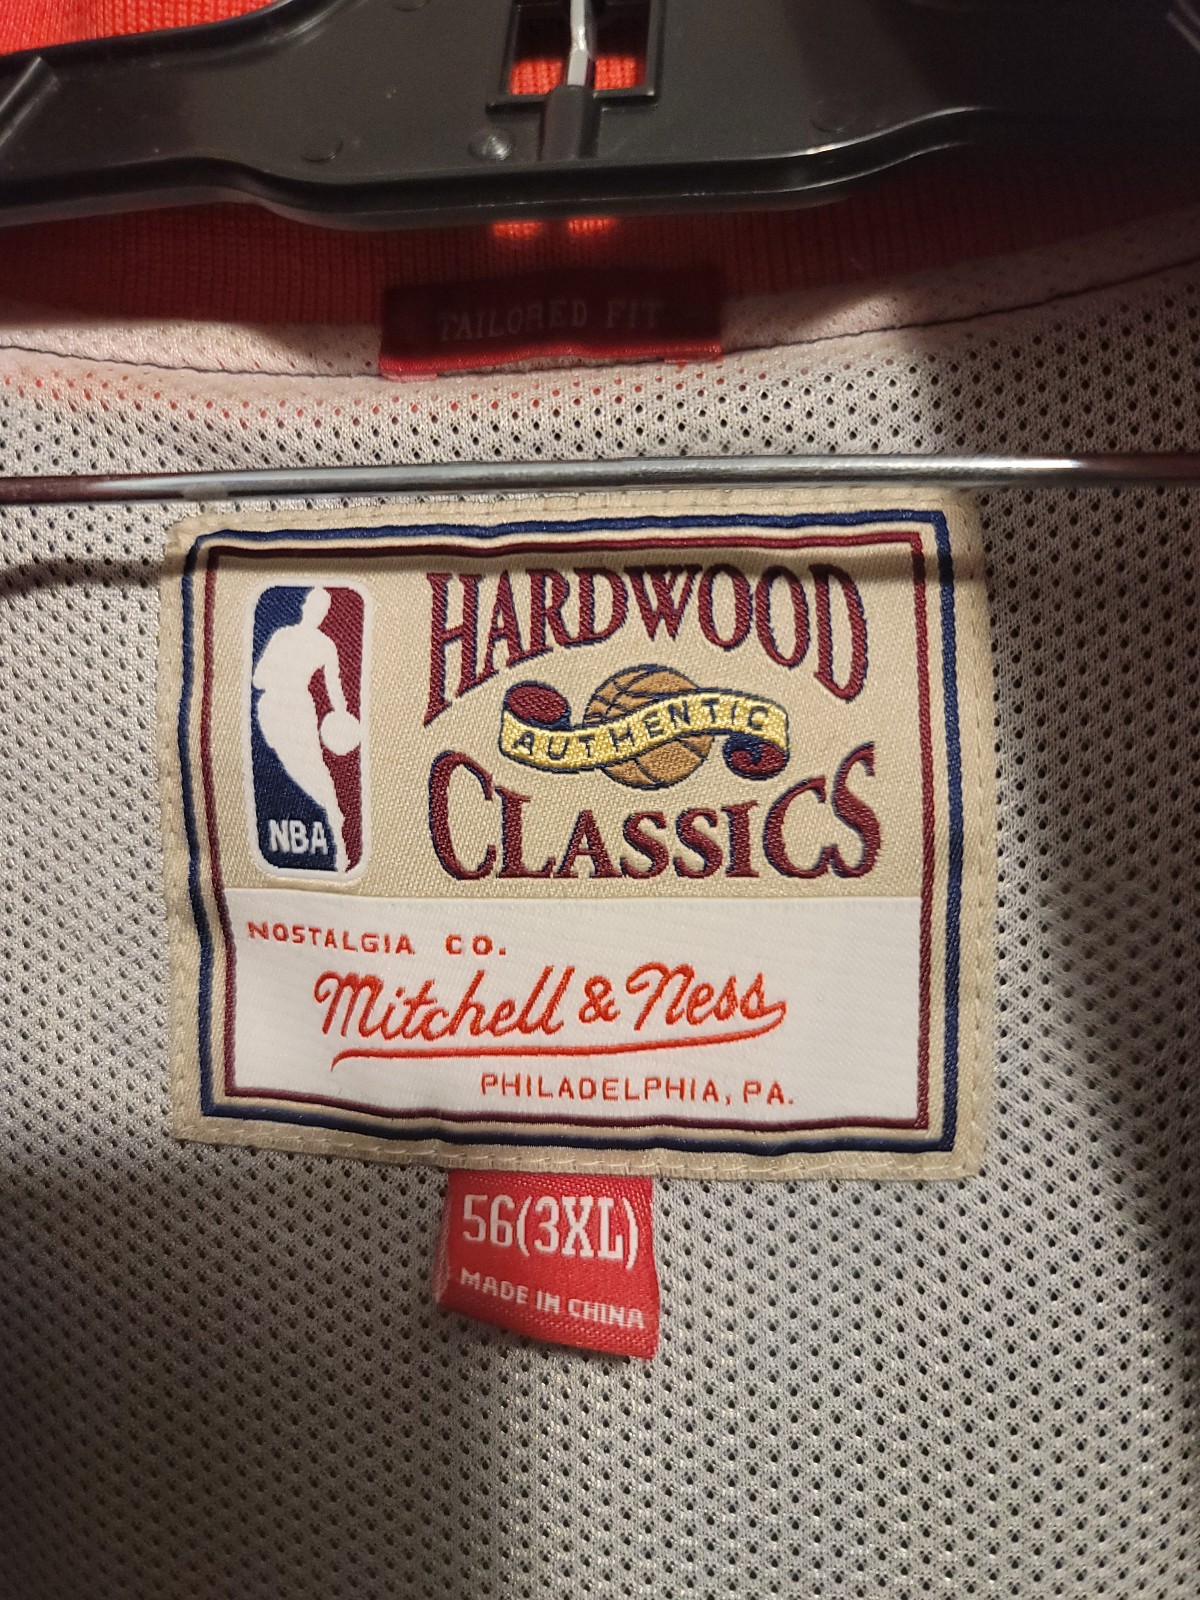 TAILORED FIT
HARDWOOD
AUTHENTIC
CLASSICS
NBA
NOSTALGIA CO.
Mitchell & Ness
PHILADELPHIA, PA.
56(3XL)
MADE IN CHINA